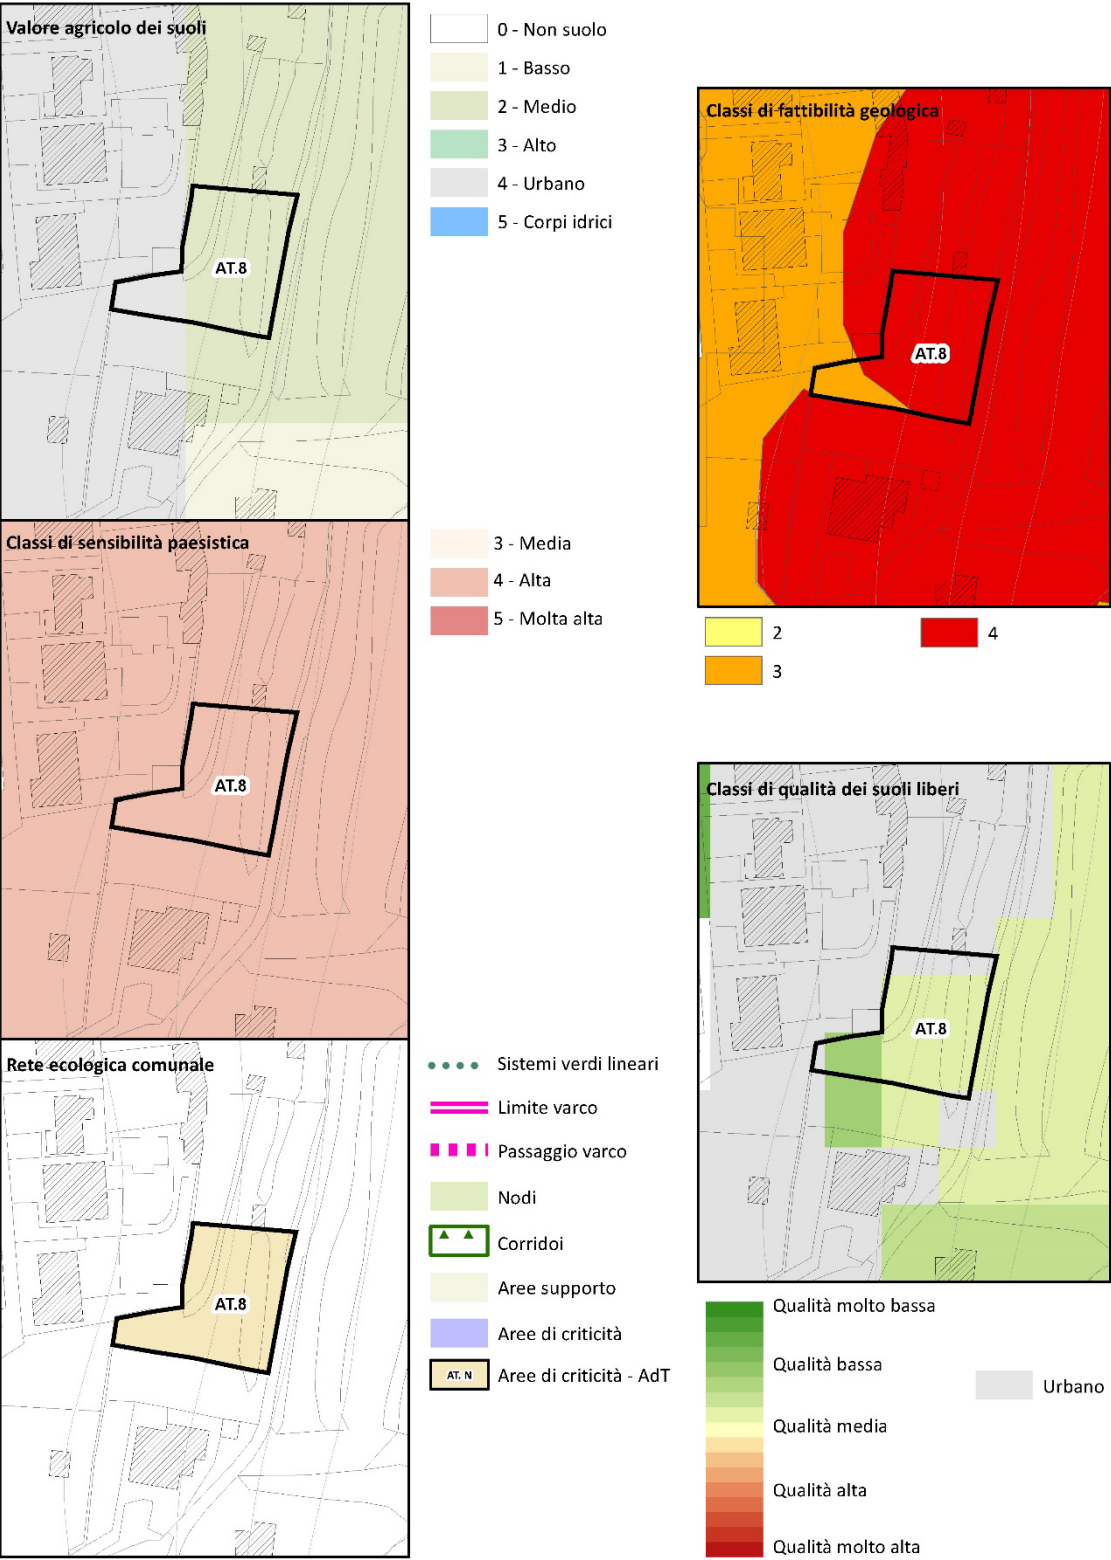 Valore agricolo dei suoli
AT.8
0 - Non suolo
1 - Basso
2 - Medio
3 - Alto
4 - Urbano
5 - Corpi idrici
Classi di fattibilità geologica
AT.8
2
3
4
Classi di sensibilità paesistica
AT.8
3 - Media
4 - Alta
5 - Molta alta
Classi di qualità dei suoli liberi
AT.8
Qualità molto bassa
Qualità bassa
Qualità media
Qualità alta
Qualità molto alta
Urbano
Rete ecologica comunale
AT.8
Sistemi verdi lineari
Limite varco
Passaggio varco
Nodi
Corridoi
Aree supporto
Aree di criticità
AT. N
Aree di criticità - AdT